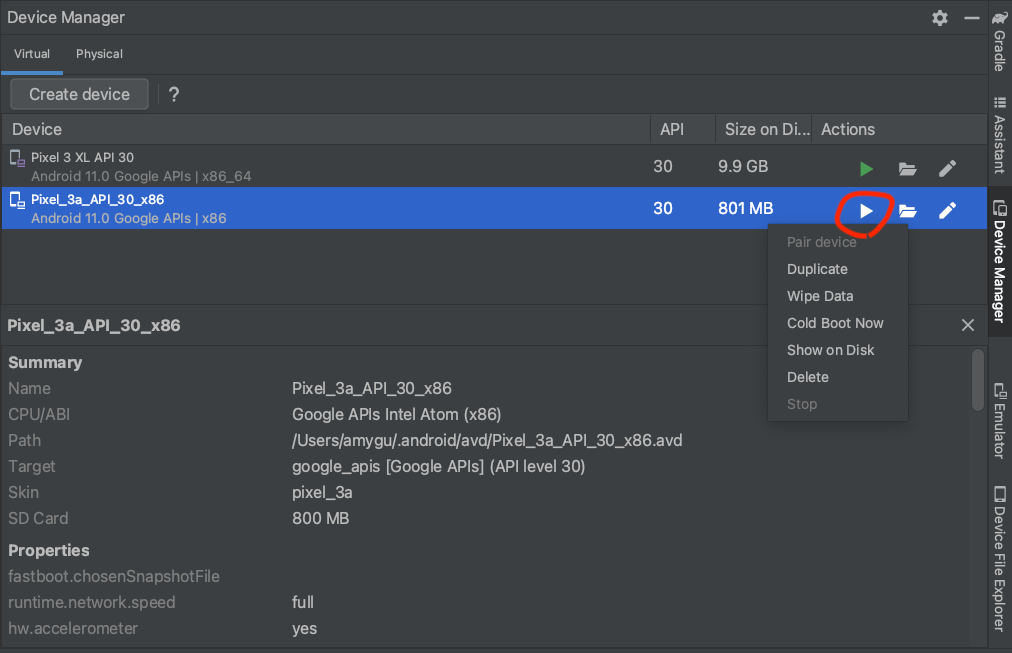 Device Manager
Virtual Physical
Create device ?
Device API Size on Di... Actions
Pixel 3 XL API 30
Android 11.0 Google APIs | x86_64
30 9.9 GB
Pixel_3a_API_30_x86
Android 11.0 Google APIs | x86
30 801 MB
Pair device
Duplicate
Wipe Data
Cold Boot Now
Show on Disk
Delete
Stop
Pixel_3a_API_30_x86
Summary
Name Pixel_3a_API_30_x86
CPU/ABI Google APIs Intel Atom (x86)
Path /Users/amygu/.android/avd/Pixel_3a_API_30_x86.avd
Target google_apis [Google APIs] (API level 30)
Skin pixel_3a
SD Card 800 MB
Properties
fastboot.chosenSnapshotFile
runtime.network.speed full
hw.accelerometer yes
Gradle
Assistant
Device Manager
Emulator
Device File Explorer